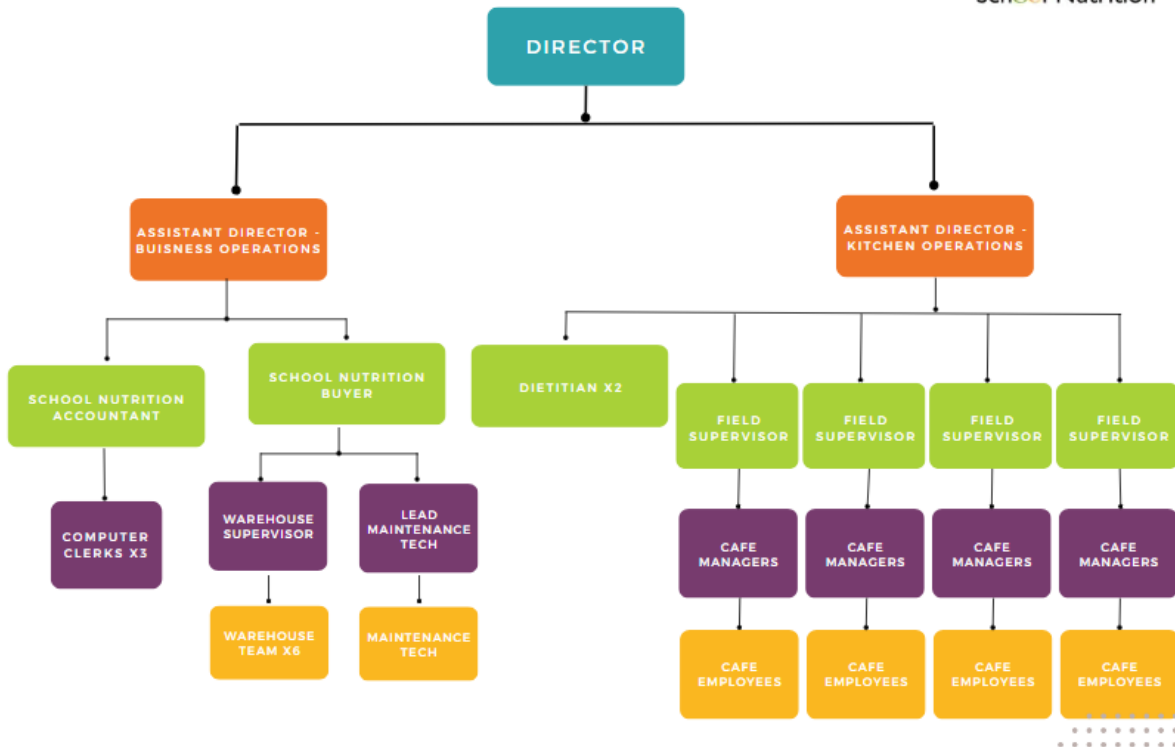 School Nutrition
DIRECTOR
ASSISTANT DIRECTOR -
BUISNESS OPERATIONS
ASSISTANT DIRECTOR -
KITCHEN OPERATIONS
SCHOOL NUTRITION
ACCOUNTANT
SCHOOL NUTRITION
BUYER
DIETITIAN X2
FIELD
SUPERVISOR
FIELD
SUPERVISOR
FIELD
SUPERVISOR
FIELD
SUPERVISOR
COMPUTER
CLERKS X3
WAREHOUSE
SUPERVISOR
LEAD
MAINTENANCE
TECH
CAFE
MANAGERS
CAFE
MANAGERS
CAFE
MANAGERS
CAFE
MANAGERS
WAREHOUSE
TEAM X6
MAINTENANCE
TECH
CAFE
EMPLOYEES
CAFE
EMPLOYEES
CAFE
EMPLOYEES
CAFE
EMPLOYEES